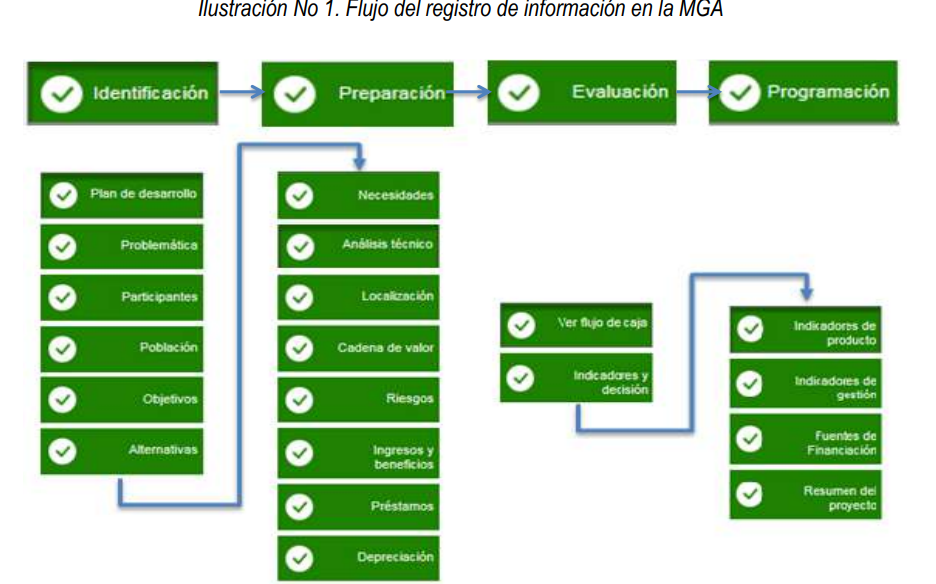 Ilustración No 1. Flujo del registro de información en la MGA
Identificación
Preparación
Evaluación
Programación
Plan de desarrollo
Problemática
Participantes
Población
Objetivos
Alternativas
Necesidades
Análisis técnico
Localización
Cadena de valor
Riesgos
Ingresos y
beneficios
Préstamos
Depreciación
Ver flujo de caja
Indicadores y
decisión
Indicadores de
producto
Indicadores de
gestión
Fuentes de
Financiación
Resumen del
proyecto